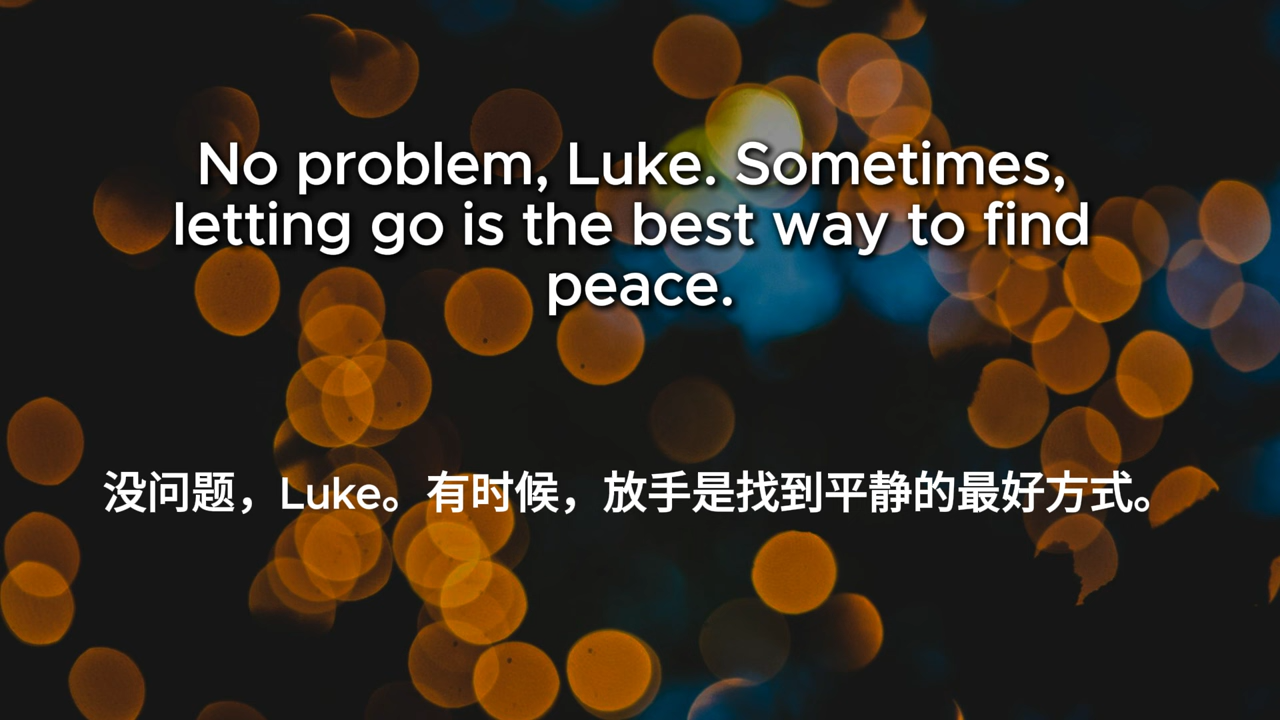 No problem, Luke. Sometimes,
letting go is the best way to find
peace.
没问题，Luke。有时候，放手是找到平静的最好方式。